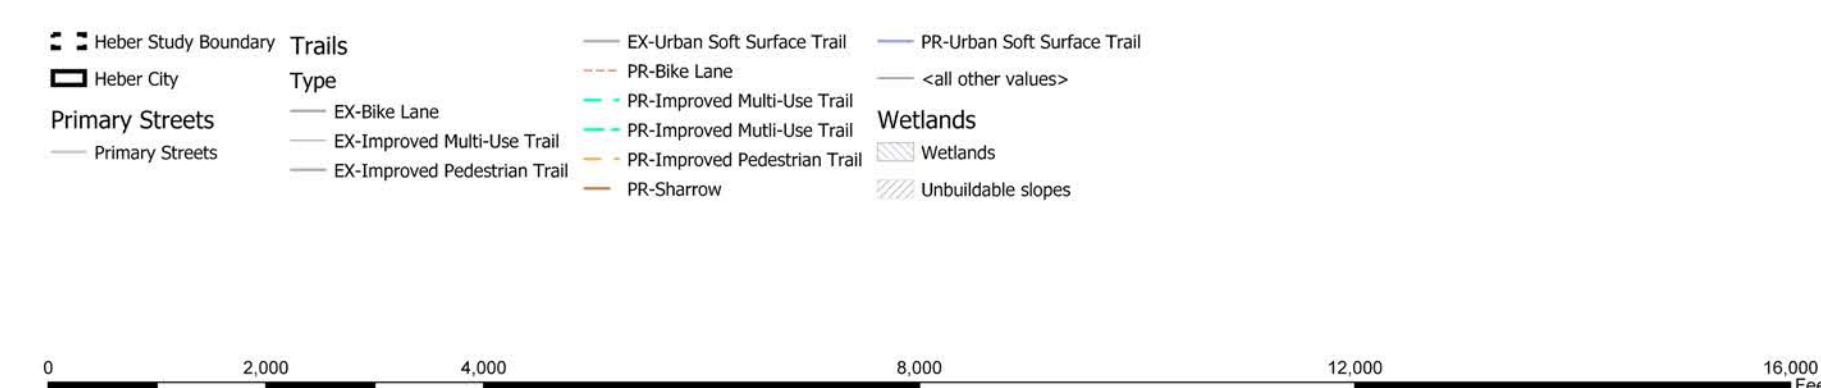 Heber Study Boundary
Heber City
Primary Streets
Primary Streets
Trails
Type
EX-Bike Lane
EX-Improved Multi-Use Trail
EX-Improved Pedestrian Trail
EX-Urban Soft Surface Trail
PR-Bike Lane
PR-Improved Multi-Use Trail
PR-Improved Mutli-Use Trail
PR-Improved Pedestrian Trail
PR-Sharrow
PR-Urban Soft Surface Trail
<all other values>
Wetlands
Wetlands
Unbuildable slopes
0 2,000 4,000 8,000 12,000 16,000